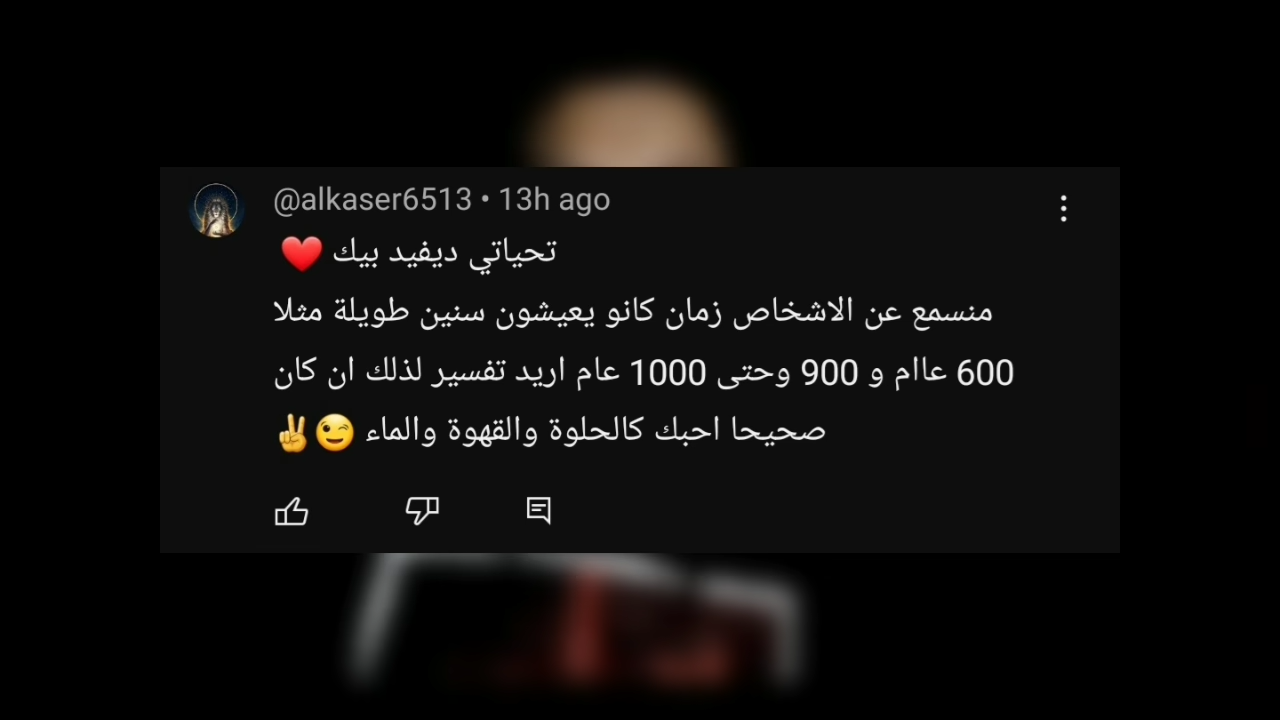 @alkaser6513 • 13h ago
تحياتي ديفيد بيك ❤️
منسمع عن الاشخاص زمان كانو يعيشون سنين طويلة مثلا
600 عاام و 900 وحتى 1000 عام اريد تفسير لذلك ان كان
صحيحا احبك كالحلوة والقهوة والماء 😉✌️